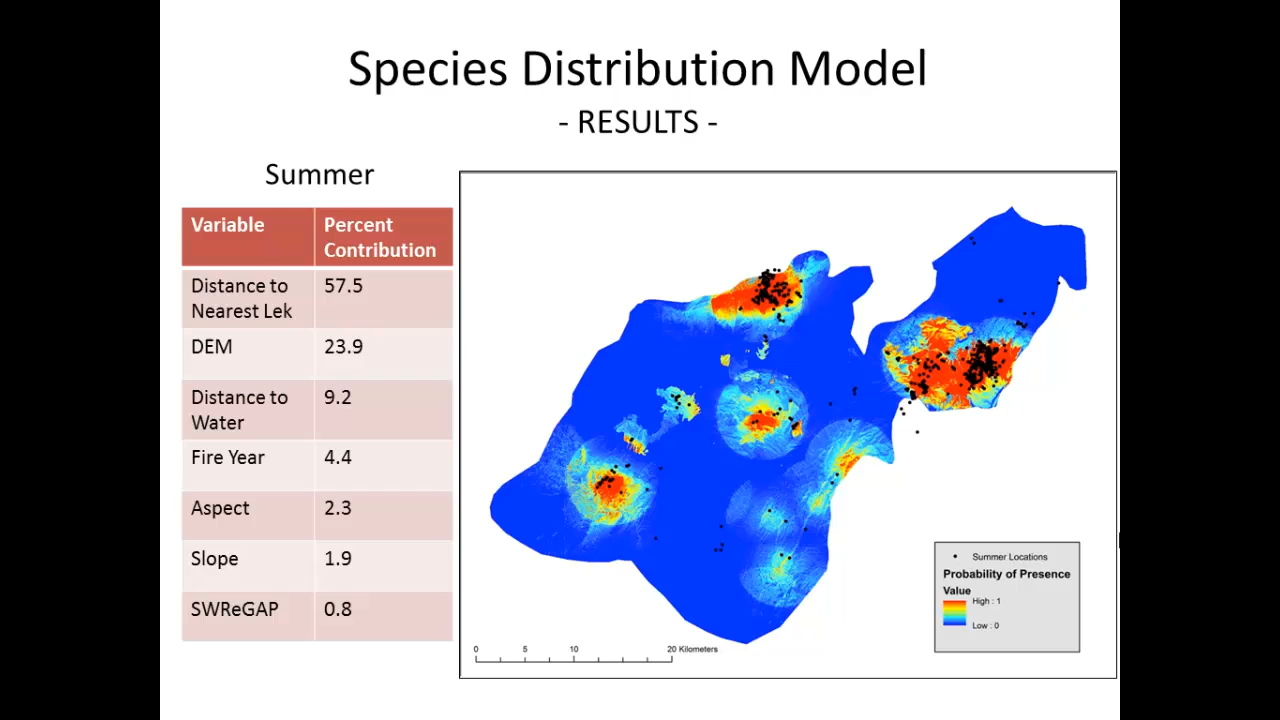 Species Distribution Model
- RESULTS -
Summer
Variable
Percent
Contribution
Distance to
Nearest Lek
57.5
DEM
23.9
Distance to
Water
9.2
Fire Year
4.4
Aspect
2.3
Slope
1.9
SWReGAP
0.8
Summer Locations
Probability of Presence
Value
High : 1
Low : 0
0 5 10 20 Kilometers